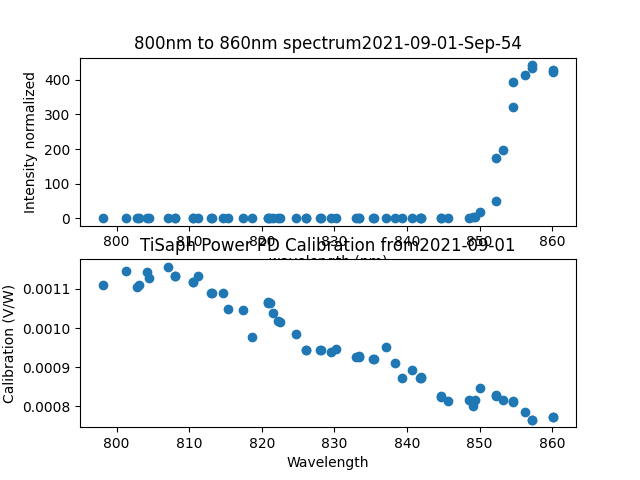 800nm to 860nm spectrum2021-09-01-Sep-54
Intensity normalized
400
300
200
100
0
800 810 820 830 840 850 860
wavelength (nm)
TiSaph Power PD Calibration from2021-09-01
Calibration (V/W)
0.0011
0.0010
0.0009
0.0008
800 810 820 830 840 850 860
Wavelength